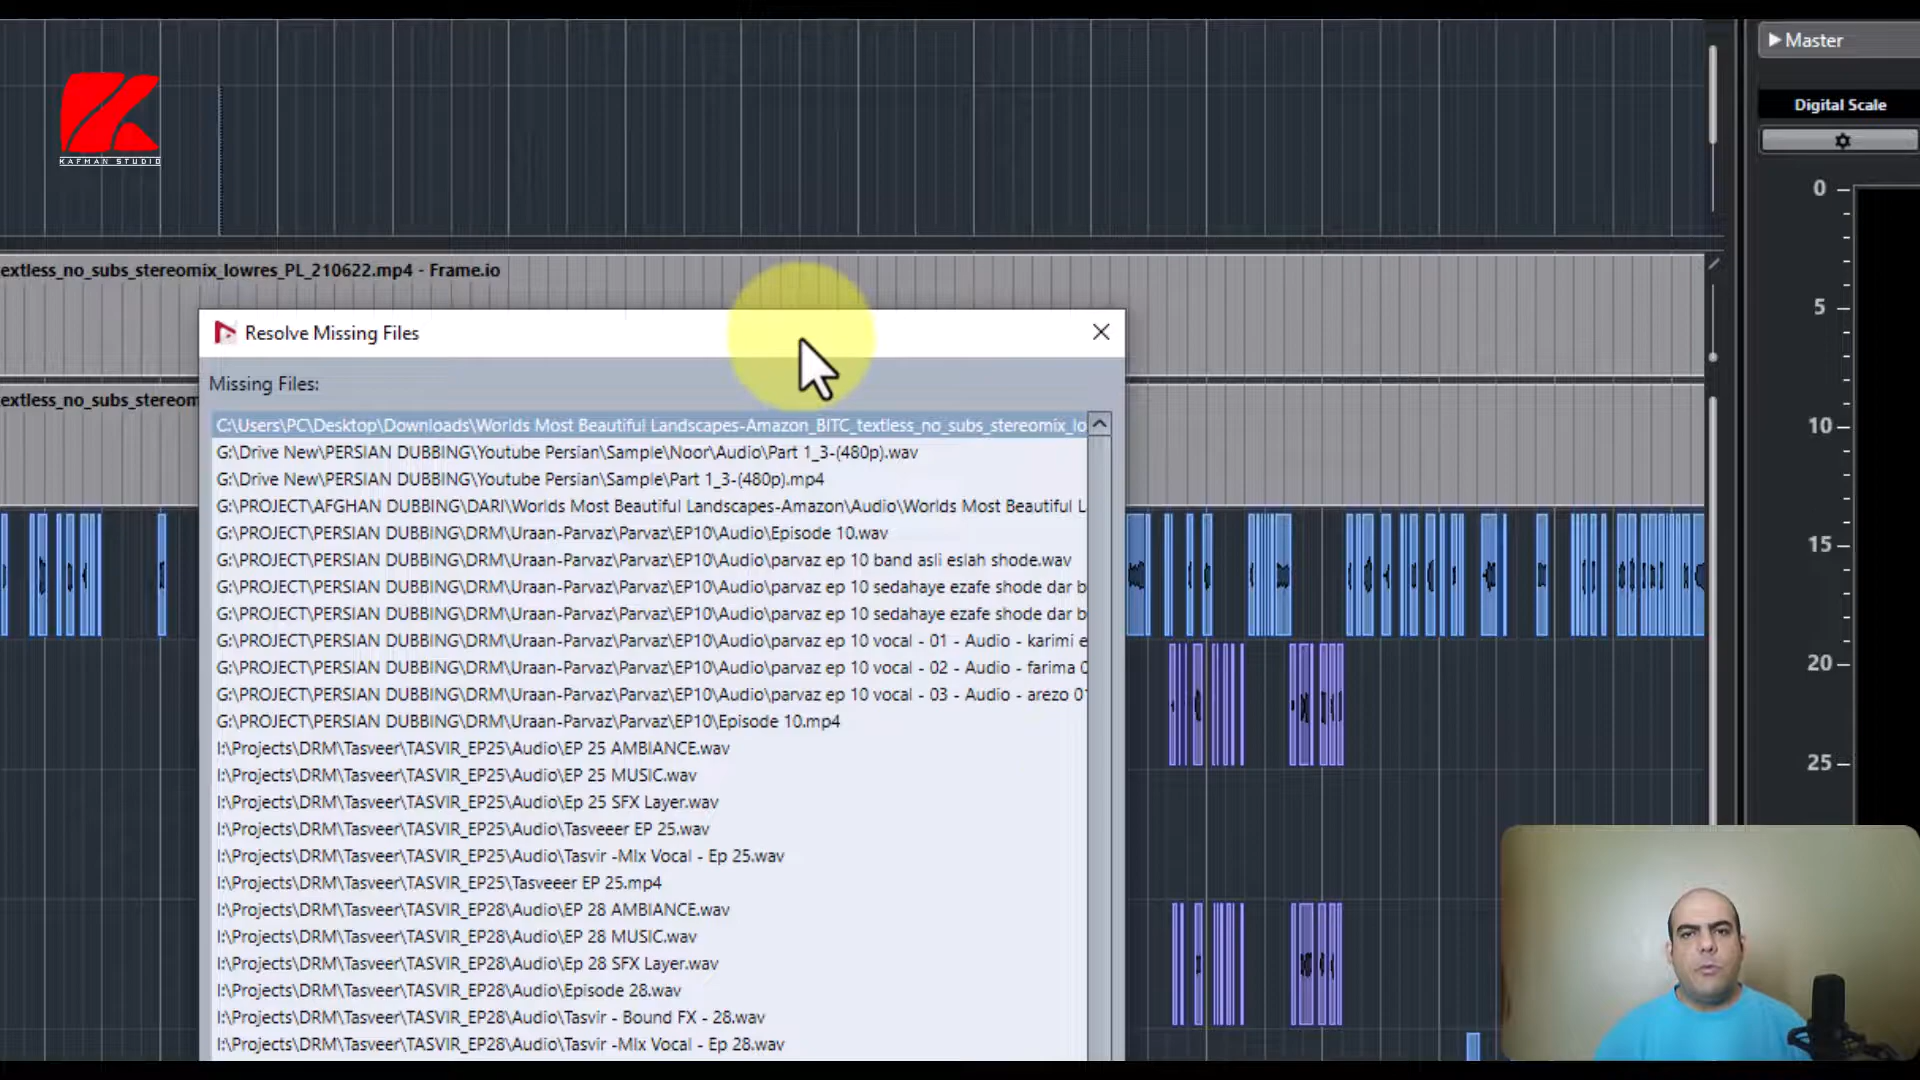 Master
KAFMAN STUDIO
Digital Scale
0
extless_no_subs_stereomix_lowres_PL_210622.mp4 - Frame.io
5
Resolve Missing Files
Missing Files:
extless_no_subs_stereom
C:\Users\PC\Desktop\Downloads\Worlds Most Beautiful Landscapes-Amazon_BITC_textless_no_subs_stereomix_lo
10
G:\Drive New\PERSIAN DUBBING\Youtube Persian\Sample\Noor\Audio\Part 1_3-(480p).wav
G:\Drive New\PERSIAN DUBBING\Youtube Persian\Sample\Part 1_3-(480p).mp4
G:\PROJECT\AFGHAN DUBBING\DARI\Worlds Most Beautiful Landscapes-Amazon\Audio\Worlds Most Beautiful L
G:\PROJECT\PERSIAN DUBBING\DRM\Uraan-Parvaz\Parvaz\EP10\Audio\Episode 10.wav
15
G:\PROJECT\PERSIAN DUBBING\DRM\Uraan-Parvaz\Parvaz\EP10\Audio\parvaz ep 10 band asli eslah shode.wav
G:\PROJECT\PERSIAN DUBBING\DRM\Uraan-Parvaz\Parvaz\EP10\Audio\parvaz ep 10 sedahaye ezafe shode dar b
G:\PROJECT\PERSIAN DUBBING\DRM\Uraan-Parvaz\Parvaz\EP10\Audio\parvaz ep 10 sedahaye ezafe shode dar b
G:\PROJECT\PERSIAN DUBBING\DRM\Uraan-Parvaz\Parvaz\EP10\Audio\parvaz ep 10 vocal - 01 - Audio - karimi e
G:\PROJECT\PERSIAN DUBBING\DRM\Uraan-Parvaz\Parvaz\EP10\Audio\parvaz ep 10 vocal - 02 - Audio - farima 0
20
G:\PROJECT\PERSIAN DUBBING\DRM\Uraan-Parvaz\Parvaz\EP10\Audio\parvaz ep 10 vocal - 03 - Audio - arezo 01
G:\PROJECT\PERSIAN DUBBING\DRM\Uraan-Parvaz\Parvaz\EP10\Episode 10.mp4
I:\Projects\DRM\Tasveer\TASVIR_EP25\Audio\EP 25 AMBIANCE.wav
25
I:\Projects\DRM\Tasveer\TASVIR_EP25\Audio\EP 25 MUSIC.wav
I:\Projects\DRM\Tasveer\TASVIR_EP25\Audio\Ep 25 SFX Layer.wav
I:\Projects\DRM\Tasveer\TASVIR_EP25\Audio\Tasveeer EP 25.wav
I:\Projects\DRM\Tasveer\TASVIR_EP25\Audio\Tasvir -MIx Vocal - Ep 25.wav
I:\Projects\DRM\Tasveer\TASVIR_EP25\Tasveeer EP 25.mp4
I:\Projects\DRM\Tasveer\TASVIR_EP28\Audio\EP 28 AMBIANCE.wav
I:\Projects\DRM\Tasveer\TASVIR_EP28\Audio\EP 28 MUSIC.wav
I:\Projects\DRM\Tasveer\TASVIR_EP28\Audio\Ep 28 SFX Layer.wav
I:\Projects\DRM\Tasveer\TASVIR_EP28\Audio\Episode 28.wav
I:\Projects\DRM\Tasveer\TASVIR_EP28\Audio\Tasvir - Bound FX - 28.wav
I:\Projects\DRM\Tasveer\TASVIR_EP28\Audio\Tasvir -MIx Vocal - Ep 28.wav